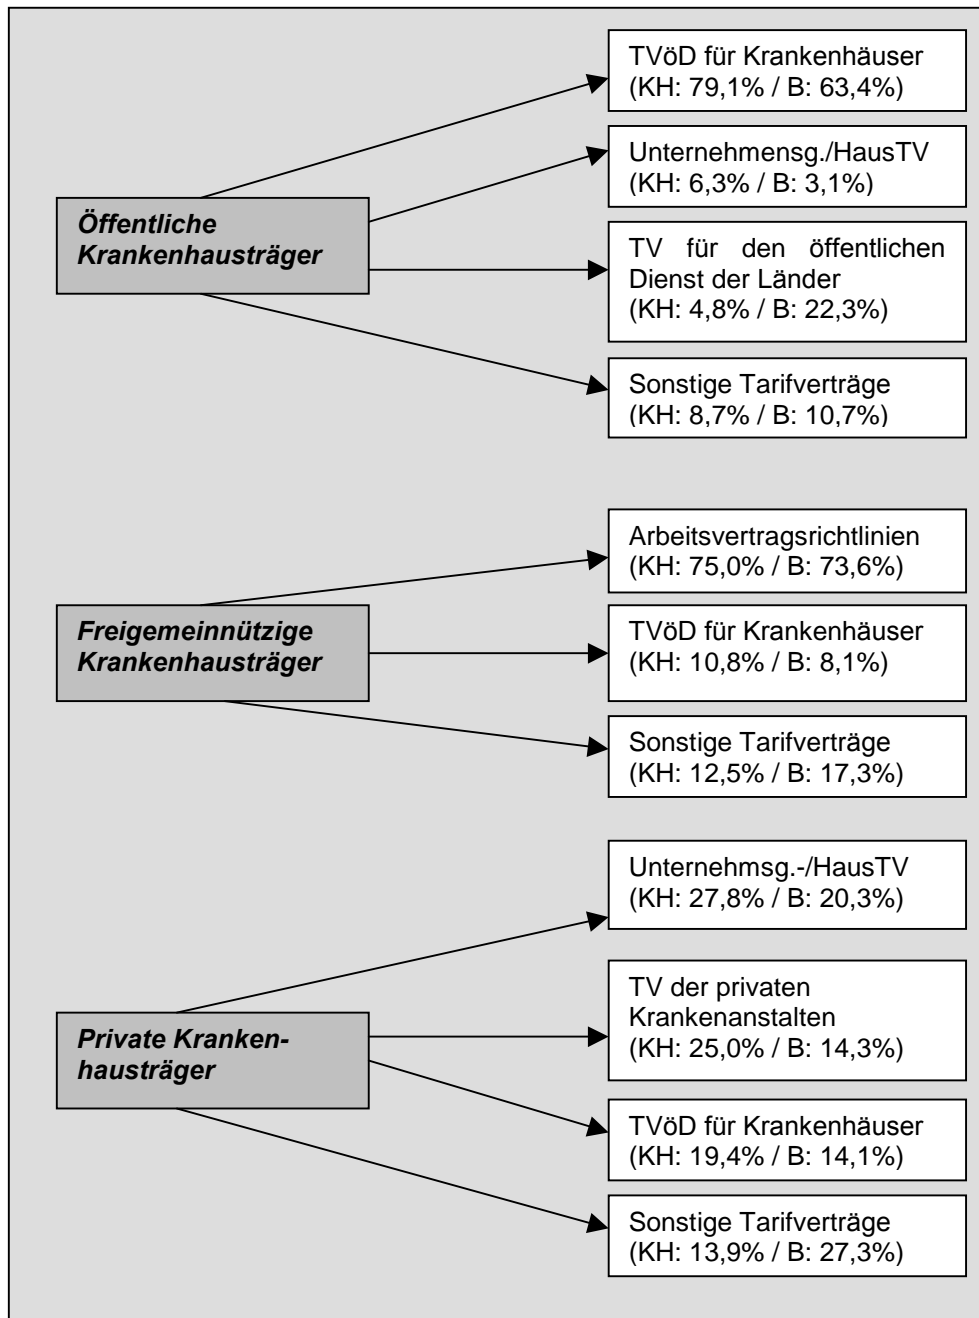 TVöD für Krankenhäuser
(KH: 79,1% / B: 63,4%)
Unternehmensg./HausTV
(KH: 6,3% / B: 3,1%)
Öffentliche
Krankenhausträger
TV für den öffentlichen
Dienst der Länder
(KH: 4,8% / B: 22,3%)
Sonstige Tarifverträge
(KH: 8,7% / B: 10,7%)
Arbeitsvertragsrichtlinien
(KH: 75,0% / B: 73,6%)
Freigemeinnützige
Krankenhausträger
TVöD für Krankenhäuser
(KH: 10,8% / B: 8,1%)
Sonstige Tarifverträge
(KH: 12,5% / B: 17,3%)
Unternehmsg.-/HausTV
(KH: 27,8% / B: 20,3%)
Private Kranken-
hausträger
TV der privaten
Krankenanstalten
(KH: 25,0% / B: 14,3%)
TVöD für Krankenhäuser
(KH: 19,4% / B: 14,1%)
Sonstige Tarifverträge
(KH: 13,9% / B: 27,3%)